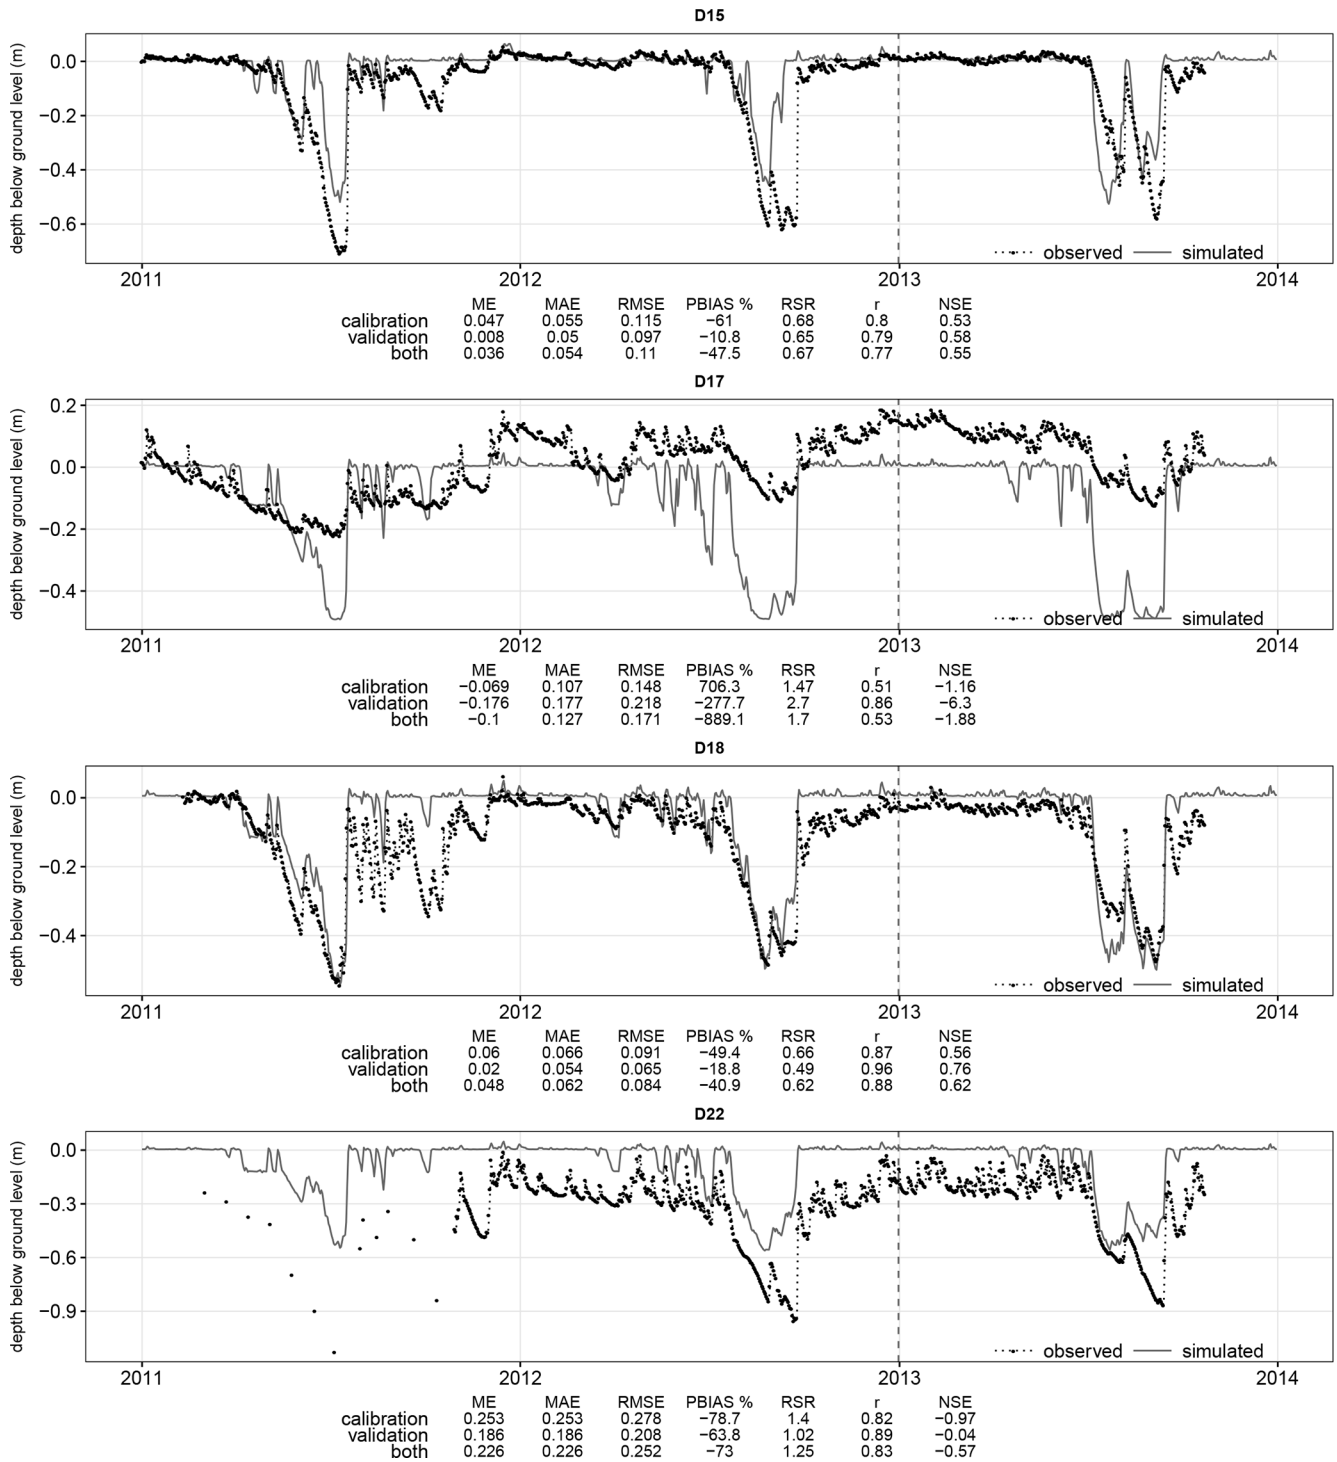 D15
depth below ground level (m)
0.0
−0.2
−0.4
−0.6
observed simulated
2011 2012 2013 2014
ME MAE RMSE PBIAS % RSR r NSE
calibration 0.047 0.055 0.115 −61 0.68 0.8 0.53
validation 0.008 0.05 0.097 −10.8 0.65 0.79 0.58
both 0.036 0.054 0.11 −47.5 0.67 0.77 0.55
D17
depth below ground level (m)
0.2
0.0
−0.2
−0.4
observed simulated
2011 2012 2013 2014
ME MAE RMSE PBIAS % RSR r NSE
calibration −0.069 0.107 0.148 706.3 1.47 0.51 −1.16
validation −0.176 0.177 0.218 −277.7 2.7 0.86 −6.3
both −0.1 0.127 0.171 −889.1 1.7 0.53 −1.88
D18
depth below ground level (m)
0.0
−0.2
−0.4
observed simulated
2011 2012 2013 2014
ME MAE RMSE PBIAS % RSR r NSE
calibration 0.06 0.066 0.091 −49.4 0.66 0.87 0.56
validation 0.02 0.054 0.065 −18.8 0.49 0.96 0.76
both 0.048 0.062 0.084 −40.9 0.62 0.88 0.62
D22
depth below ground level (m)
0.0
−0.3
−0.6
−0.9
observed simulated
2011 2012 2013 2014
ME MAE RMSE PBIAS % RSR r NSE
calibration 0.253 0.253 0.278 −78.7 1.4 0.82 −0.97
validation 0.186 0.186 0.208 −63.8 1.02 0.89 −0.04
both 0.226 0.226 0.252 −73 1.25 0.83 −0.57